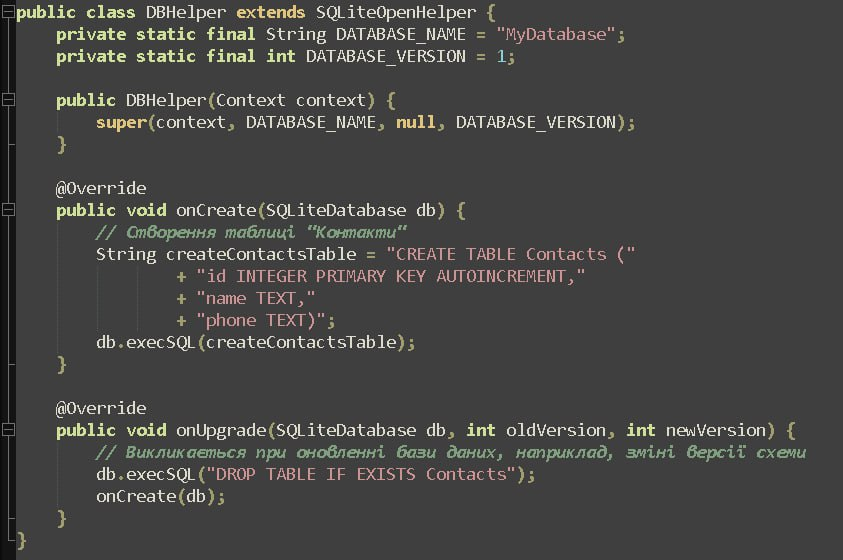 public class DBHelper extends SQLiteOpenHelper {
    private static final String DATABASE_NAME = "MyDatabase";
    private static final int DATABASE_VERSION = 1;

    public DBHelper(Context context) {
        super(context, DATABASE_NAME, null, DATABASE_VERSION);
    }

    @Override
    public void onCreate(SQLiteDatabase db) {
        // Створення таблиці "Контакти"
        String createContactsTable = "CREATE TABLE Contacts ("
                + "id INTEGER PRIMARY KEY AUTOINCREMENT,"
                + "name TEXT,"
                + "phone TEXT)";
        db.execSQL(createContactsTable);
    }

    @Override
    public void onUpgrade(SQLiteDatabase db, int oldVersion, int newVersion) {
        // Викликається при оновленні бази даних, наприклад, зміні версії схеми
        db.execSQL("DROP TABLE IF EXISTS Contacts");
        onCreate(db);
    }
}